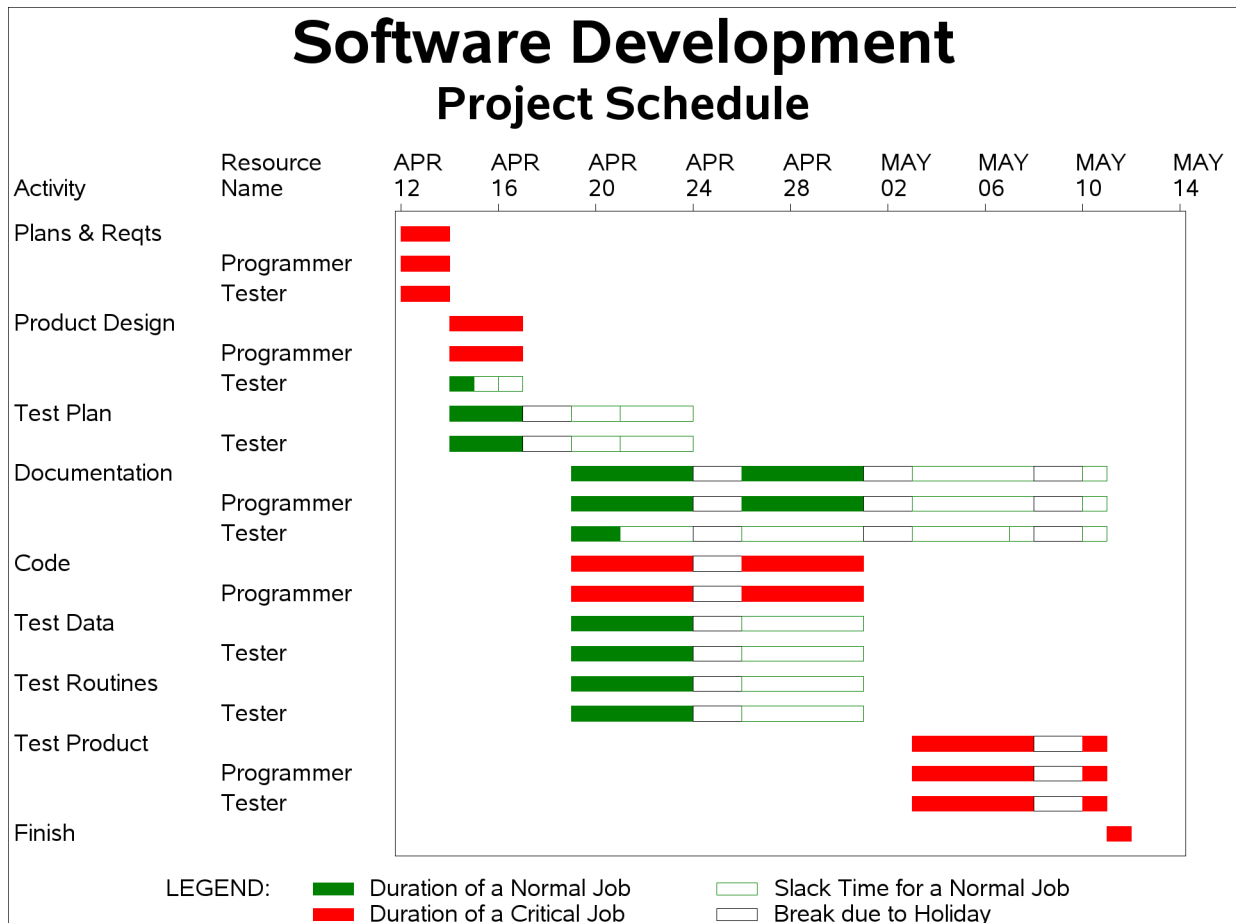 Software Development
Project Schedule
Resource APR APR APR APR APR MAY MAY MAY MAY
Activity Name 12 16 20 24 28 02 06 10 14
Plans & Reqts
Programmer
Tester
Product Design
Programmer
Tester
Test Plan
Tester
Documentation
Programmer
Tester
Code
Programmer
Test Data
Tester
Test Routines
Tester
Test Product
Programmer
Tester
Finish
LEGEND: Duration of a Normal Job Slack Time for a Normal Job
Duration of a Critical Job Break due to Holiday